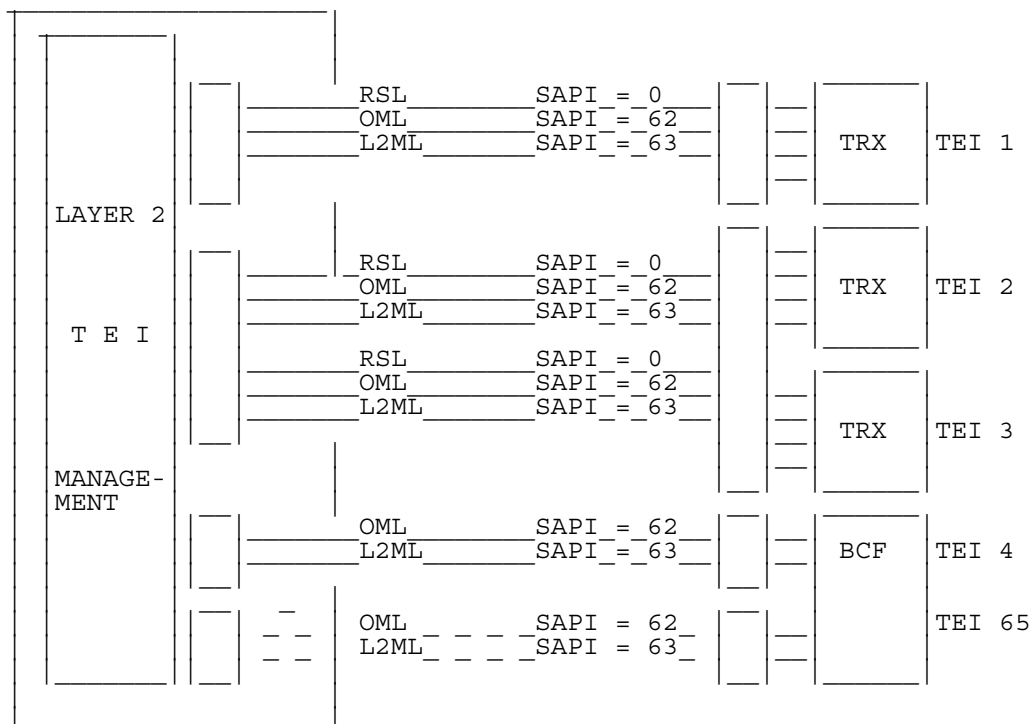 RSL SAPI = 0
OML SAPI = 62
L2ML SAPI = 63 TRX TEI 1
LAYER 2
RSL SAPI = 0
OML SAPI = 62 TRX TEI 2
L2ML SAPI = 63
T E I
RSL SAPI = 0
OML SAPI = 62
L2ML SAPI = 63
TRX TEI 3
MANAGE-
MENT
OML SAPI = 62
L2ML SAPI = 63 BCF TEI 4
OML SAPI = 62 TEI 65
L2ML SAPI = 63